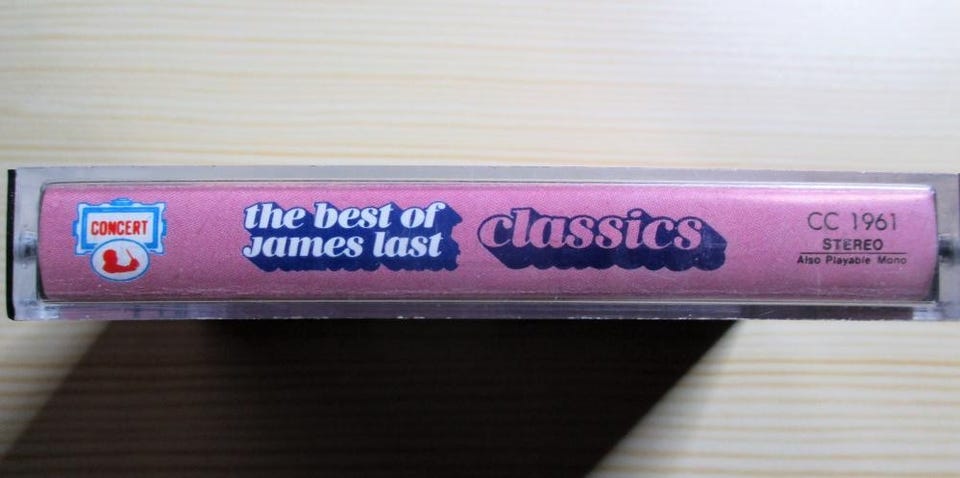 CONCERT
the best of
james last
classics
CC 1961
STEREO
Also Playable Mono